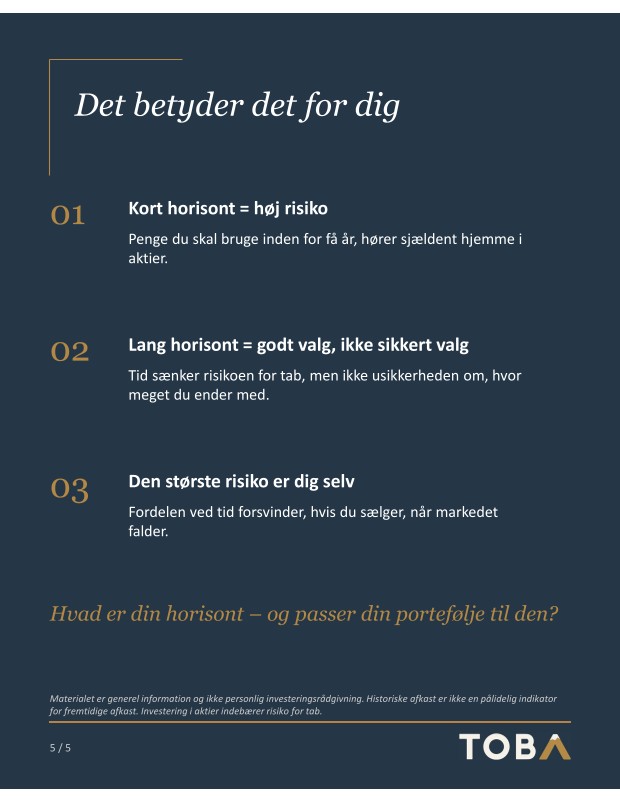 Det betyder det for dig
01
Kort horisont = høj risiko
Penge du skal bruge inden for få år, hører sjældent hjemme i
aktier.
02
Lang horisont = godt valg, ikke sikkert valg
Tid sænker risikoen for tab, men ikke usikkerheden om, hvor
meget du ender med.
03
Den største risiko er dig selv
Fordelen ved tid forsvinder, hvis du sælger, når markedet
falder.
Hvad er din horisont – og passer din portefølje til den?
Materialet er generel information og ikke personlig investeringsrådgivning. Historiske afkast er ikke en pålidelig indikator
for fremtidige afkast. Investering i aktier indebærer risiko for tab.
5 / 5
TOBA